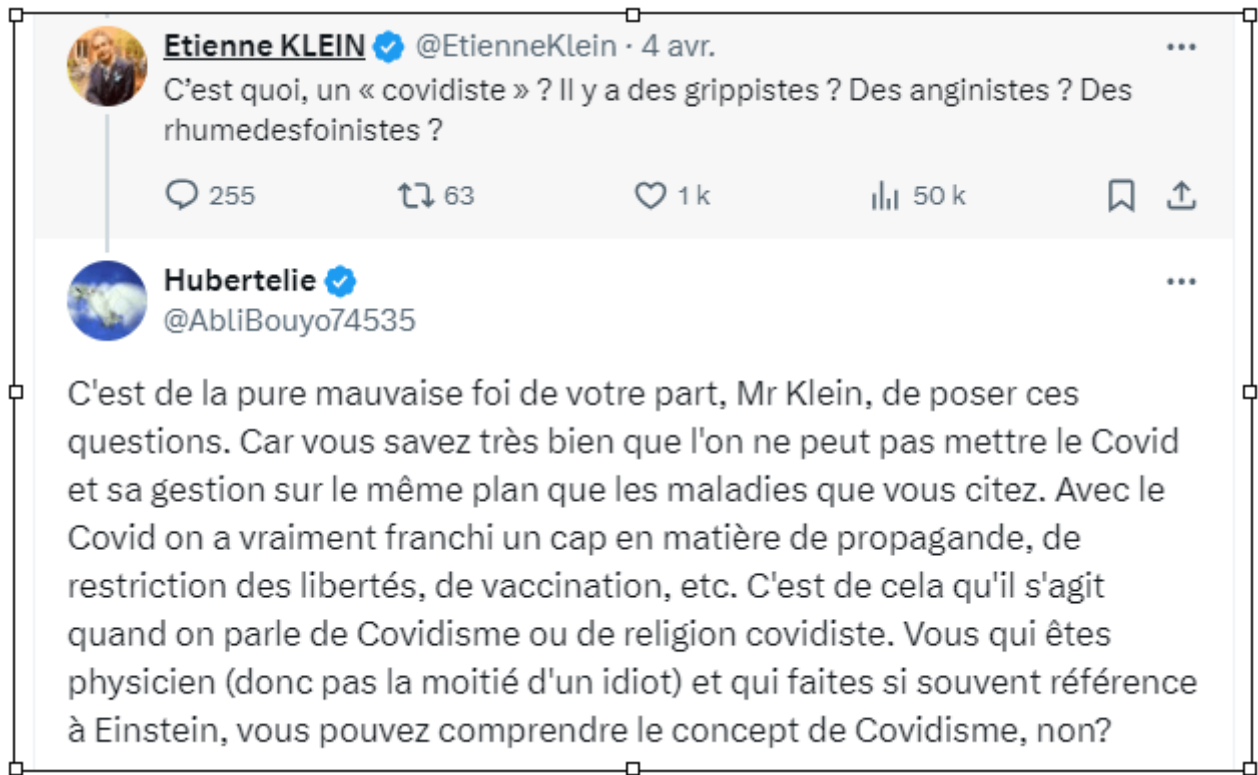 Etienne KLEIN @EtienneKlein · 4 avr.
C’est quoi, un « covidiste » ? Il y a des grippistes ? Des anginistes ? Des
rhumedesfoinistes ?
255 63 1 k 50 k
Hubertelie
@AbliBouyo74535
C'est de la pure mauvaise foi de votre part, Mr Klein, de poser ces
questions. Car vous savez très bien que l'on ne peut pas mettre le Covid
et sa gestion sur le même plan que les maladies que vous citez. Avec le
Covid on a vraiment franchi un cap en matière de propagande, de
restriction des libertés, de vaccination, etc. C'est de cela qu'il s'agit
quand on parle de Covidisme ou de religion covidiste. Vous qui êtes
physicien (donc pas la moitié d'un idiot) et qui faites si souvent référence
à Einstein, vous pouvez comprendre le concept de Covidisme, non?